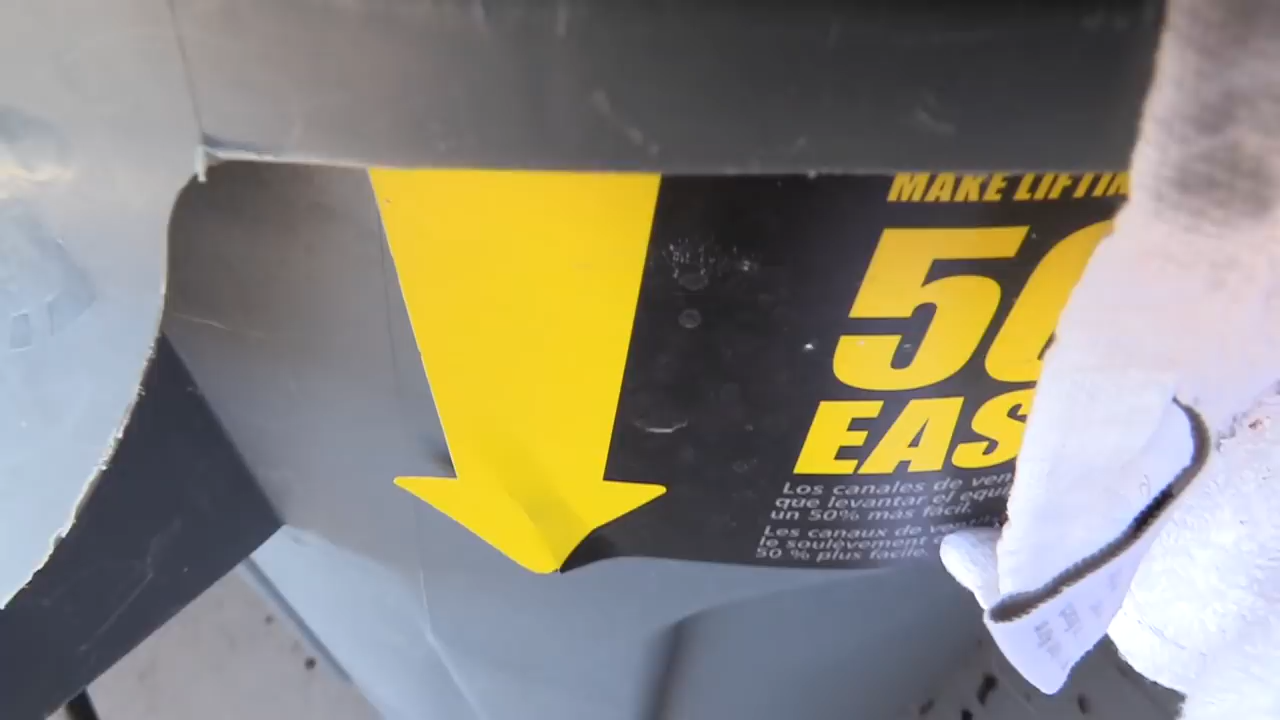 MAKE LIFTIN
50
EAS
Los canales de ven
que levantar el equi
un 50% más fácil.
Les canaux de ventil
le soulèvement d
50 % plus facile.